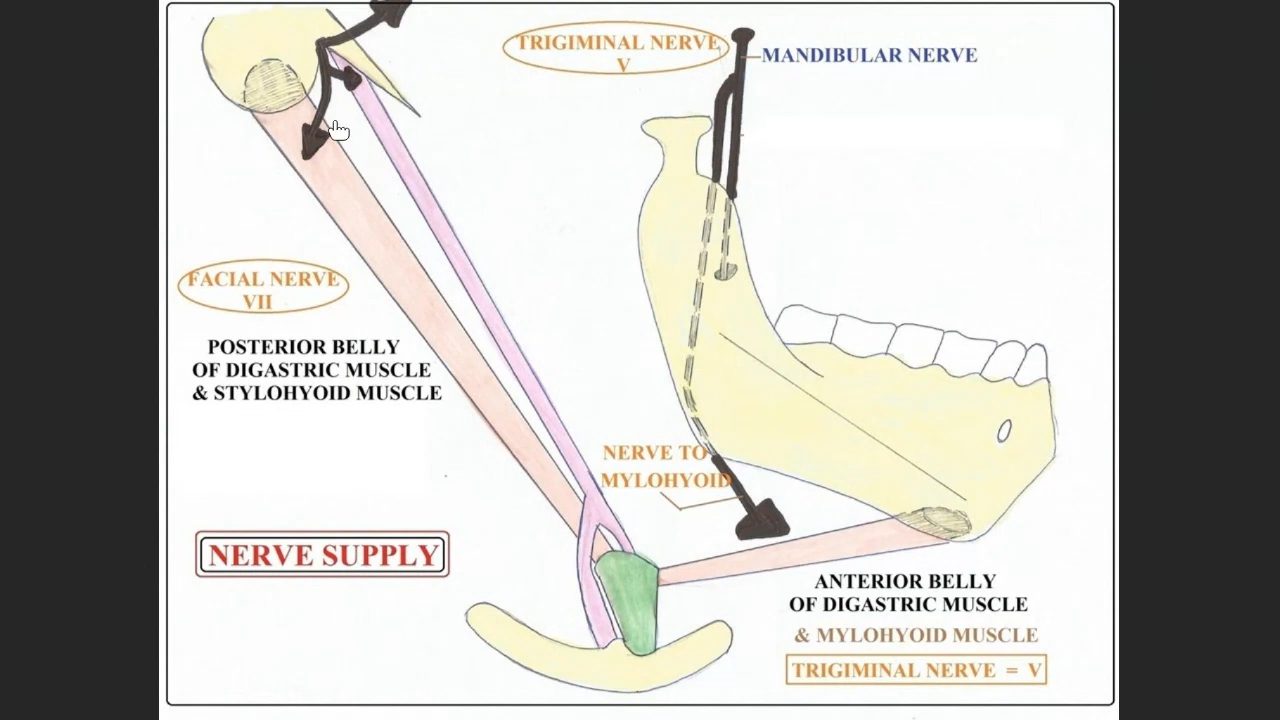 TRIGIMINAL NERVE
V
MANDIBULAR NERVE
FACIAL NERVE
VII
POSTERIOR BELLY
OF DIGASTRIC MUSCLE
& STYLOHYOID MUSCLE
NERVE TO
MYLOHYOID
NERVE SUPPLY
ANTERIOR BELLY
OF DIGASTRIC MUSCLE
& MYLOHYOID MUSCLE
TRIGIMINAL NERVE = V